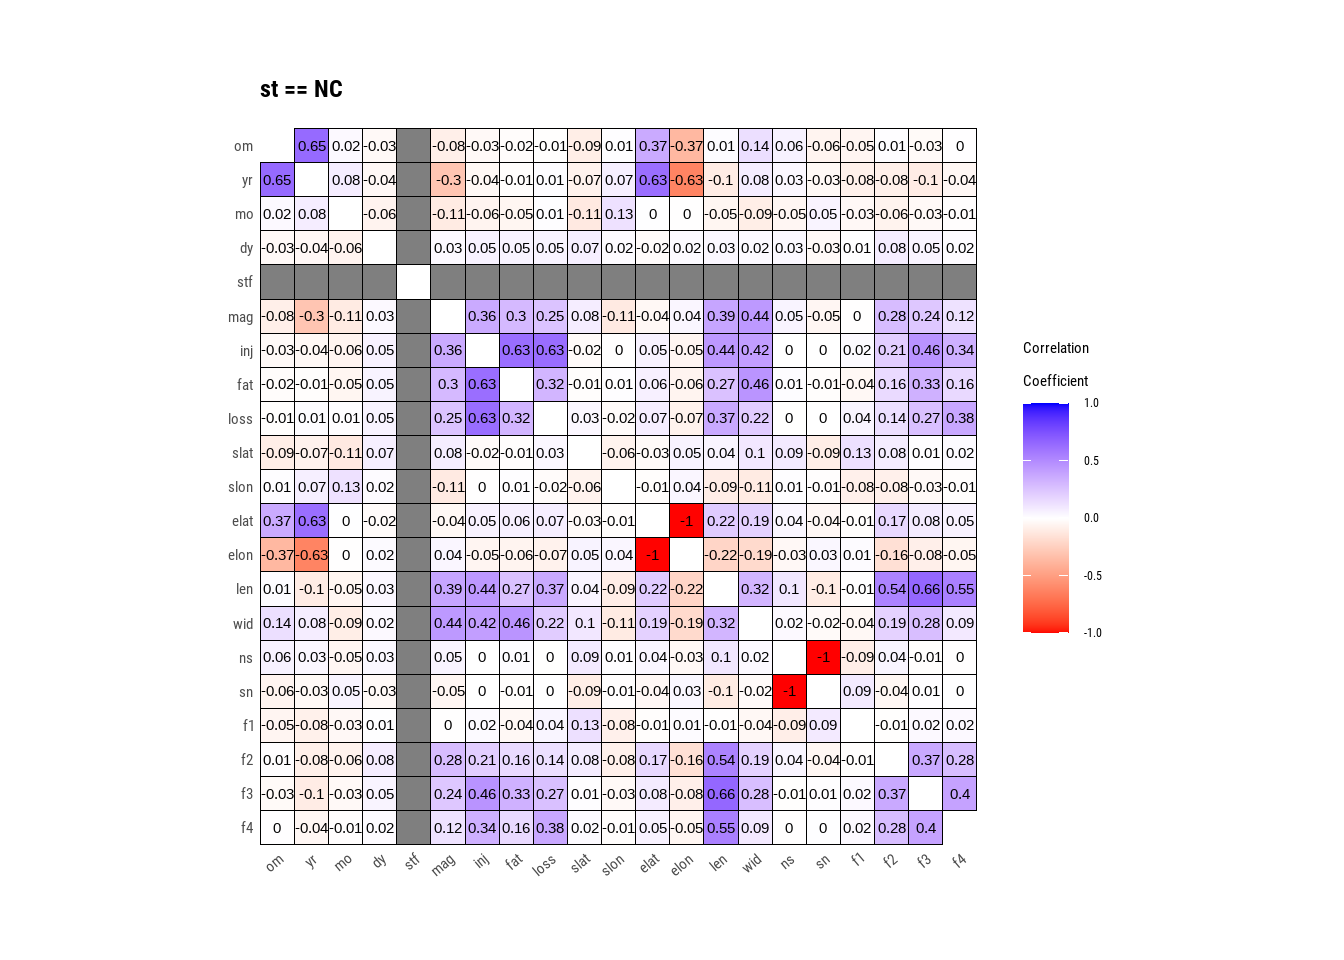 st == NC
om 0.65 0.02 -0.03 -0.08 -0.03 -0.02 -0.01 -0.09 0.01 0.37 -0.37 0.01 0.14 0.06 -0.06 -0.05 0.01 -0.03 0
yr 0.65 0.08 -0.04 -0.3 -0.04 -0.01 0.01 -0.07 0.07 0.63 -0.63 -0.1 0.08 0.03 -0.03 -0.08 -0.08 -0.1 -0.04
mo 0.02 0.08 -0.06 -0.11 -0.06 -0.05 0.01 -0.11 0.13 0 0 -0.05 -0.09 -0.05 0.05 -0.03 -0.06 -0.03 -0.01
dy -0.03 -0.04 -0.06 0.03 0.05 0.05 0.05 0.07 0.02 -0.02 0.02 0.03 0.02 0.03 -0.03 0.01 0.08 0.05 0.02
stf
mag -0.08 -0.3 -0.11 0.03 0.36 0.3 0.25 0.08 -0.11 -0.04 0.04 0.39 0.44 0.05 -0.05 0 0.28 0.24 0.12
inj -0.03 -0.04 -0.06 0.05 0.36 0.63 0.63 -0.02 0 0.05 -0.05 0.44 0.42 0 0 0.02 0.21 0.46 0.34
fat -0.02 -0.01 -0.05 0.05 0.3 0.63 0.32 -0.01 0.01 0.06 -0.06 0.27 0.46 0.01 -0.01 -0.04 0.16 0.33 0.16
loss -0.01 0.01 0.01 0.05 0.25 0.63 0.32 0.03 -0.02 0.07 -0.07 0.37 0.22 0 0 0.04 0.14 0.27 0.38
slat -0.09 -0.07 -0.11 0.07 0.08 -0.02 -0.01 0.03 -0.06 -0.03 0.05 0.04 0.1 0.09 -0.09 0.13 0.08 0.01 0.02
slon 0.01 0.07 0.13 0.02 -0.11 0 0.01 -0.02 -0.06 -0.01 0.04 -0.09 -0.11 0.01 -0.01 -0.08 -0.08 -0.03 -0.01
elat 0.37 0.63 0 -0.02 -0.04 0.05 0.06 0.07 -0.03 -0.01 -1 0.22 0.19 0.04 -0.04 -0.01 0.17 0.08 0.05
elon -0.37 -0.63 0 0.02 0.04 -0.05 -0.06 -0.07 0.05 0.04 -1 -0.22 -0.19 -0.03 0.03 0.01 -0.16 -0.08 -0.05
len 0.01 -0.1 -0.05 0.03 0.39 0.44 0.27 0.37 0.04 -0.09 0.22 -0.22 0.32 0.1 -0.1 -0.01 0.54 0.66 0.55
wid 0.14 0.08 -0.09 0.02 0.44 0.42 0.46 0.22 0.1 -0.11 0.19 -0.19 0.32 0.02 -0.02 -0.04 0.19 0.28 0.09
ns 0.06 0.03 -0.05 0.03 0.05 0 0.01 0 0.09 0.01 0.04 -0.03 0.1 0.02 -1 -0.09 0.04 -0.01 0
sn -0.06 -0.03 0.05 -0.03 -0.05 0 -0.01 0 -0.09 -0.01 -0.04 0.03 -0.1 -0.02 -1 0.09 -0.04 0.01 0
f1 -0.05 -0.08 -0.03 0.01 0 0.02 -0.04 0.04 0.13 -0.08 -0.01 0.01 -0.01 -0.04 -0.09 0.09 -0.01 0.02 0.02
f2 0.01 -0.08 -0.06 0.08 0.28 0.21 0.16 0.14 0.08 -0.08 0.17 -0.16 0.54 0.19 0.04 -0.04 -0.01 0.37 0.28
f3 -0.03 -0.1 -0.03 0.05 0.24 0.46 0.33 0.27 0.01 -0.03 0.08 -0.08 0.66 0.28 -0.01 0.01 0.02 0.37 0.4
f4 0 -0.04 -0.01 0.02 0.12 0.34 0.16 0.38 0.02 -0.01 0.05 -0.05 0.55 0.09 0 0 0.02 0.28 0.4
om yr mo dy stf mag inj fat loss slat slon elat elon len wid ns sn f1 f2 f3 f4
Correlation
Coefficient
1.0
0.5
0.0
-0.5
-1.0